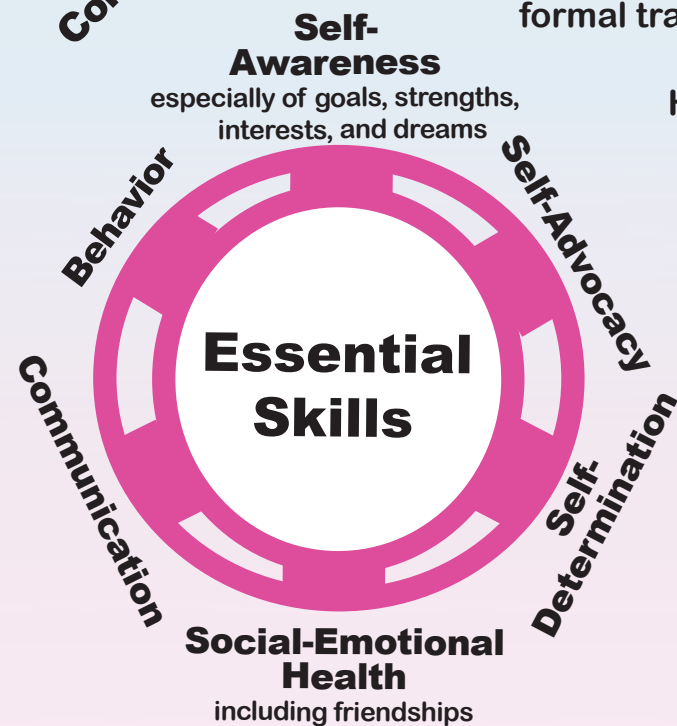 formal
Self-
Awareness
especially of goals, strengths,
interests, and dreams
Behavior
Self-Advocacy
Essential
Skills
Communication
Self-
Determination
Social-Emotional
Health
including friendships